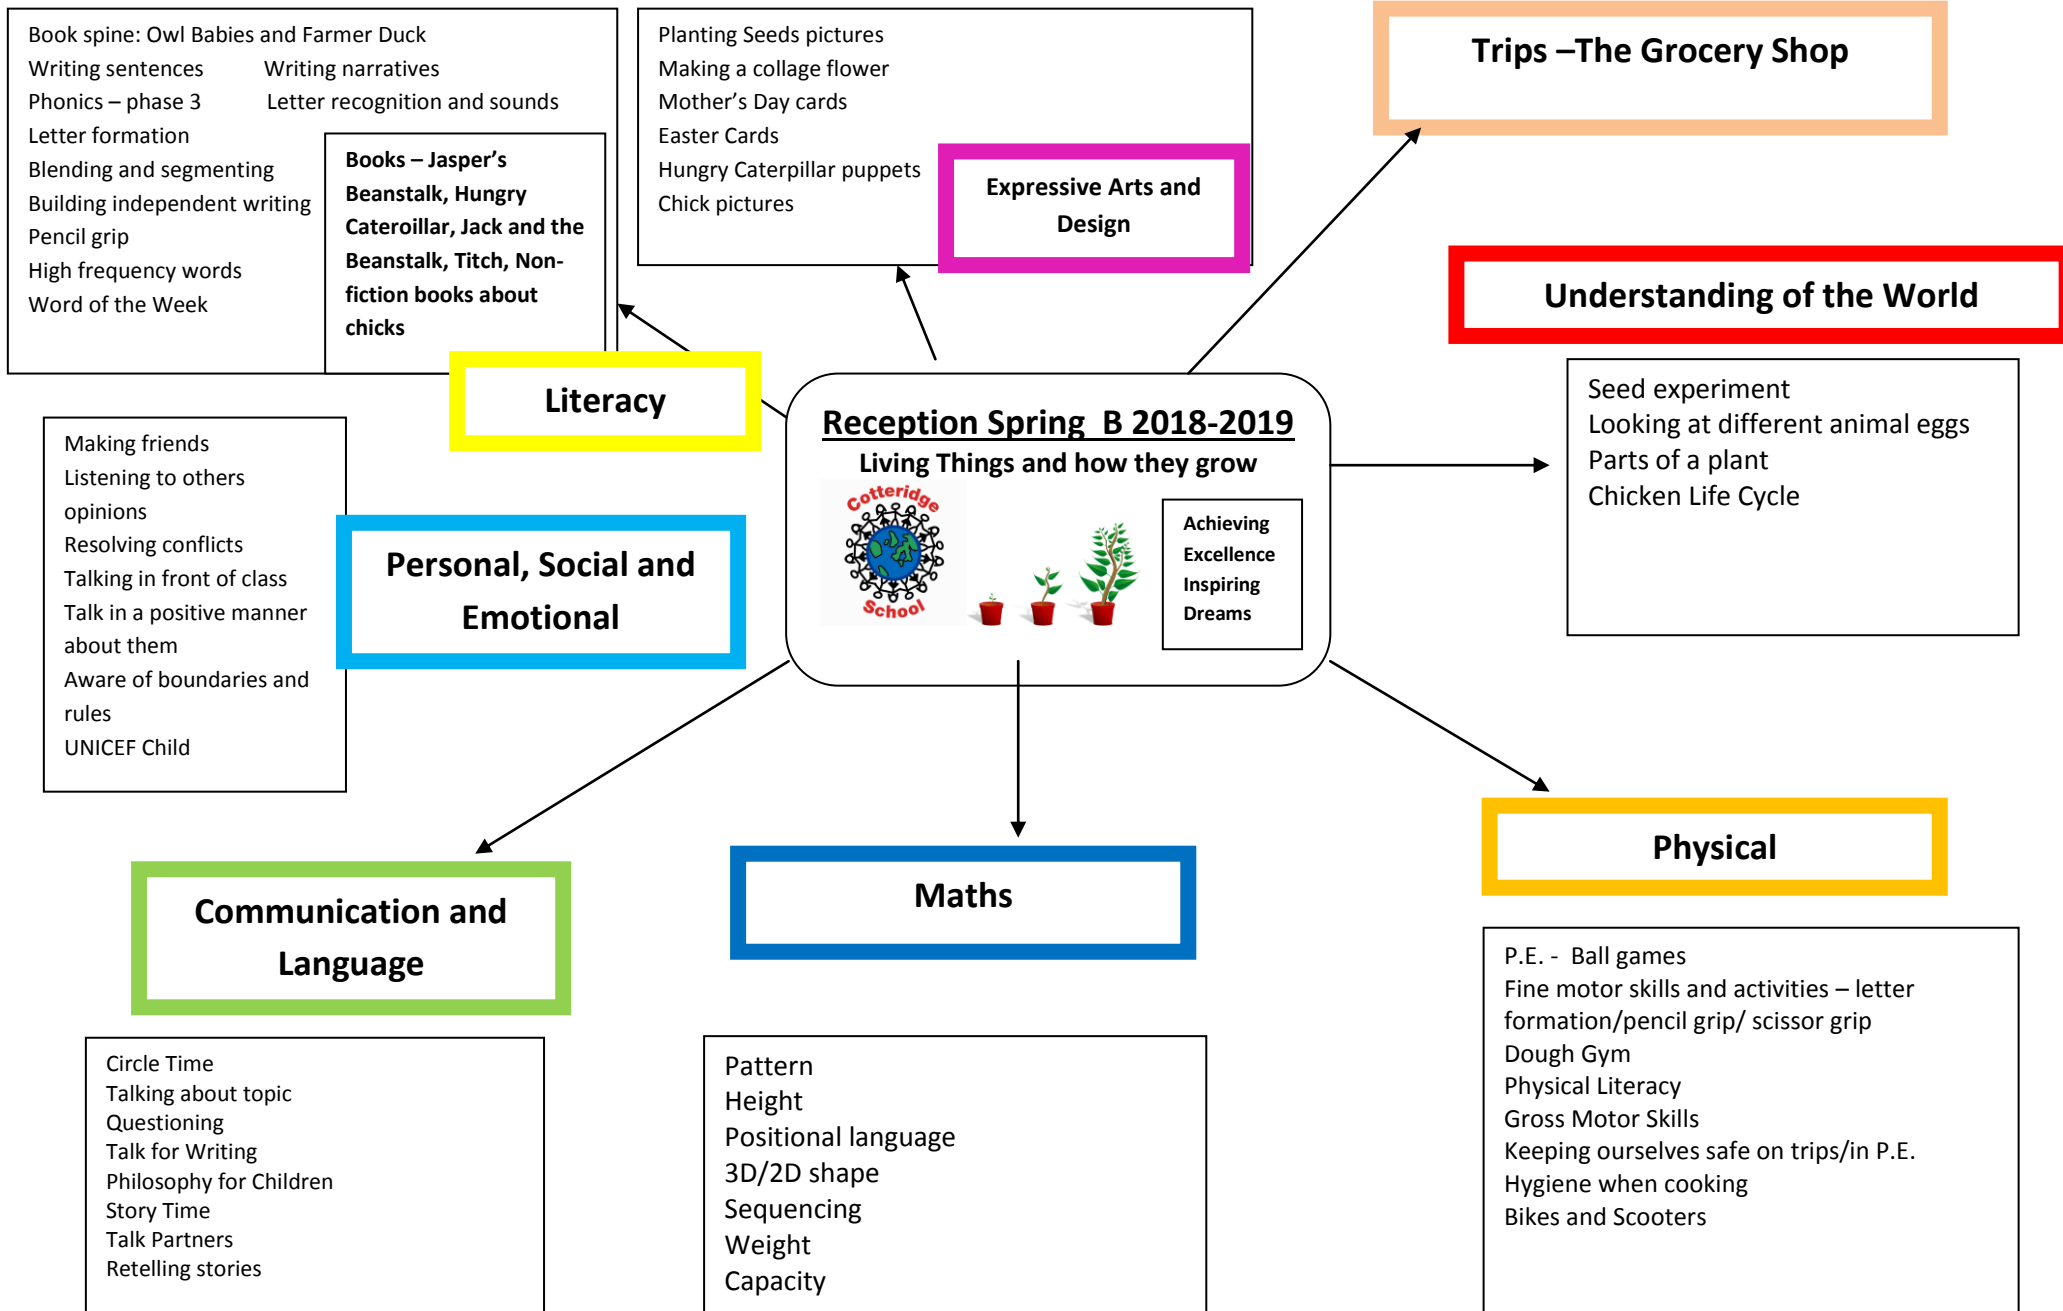 Book spine: Owl Babies and Farmer Duck
Writing sentences Writing narratives
Phonics – phase 3 Letter recognition and sounds
Letter formation
Blending and segmenting
Building independent writing
Pencil grip
High frequency words
Word of the Week
Books – Jasper's
Beanstalk, Hungry
Cateroillar, Jack and the
Beanstalk, Titch, Non-
fiction books about
chicks
Literacy
Planting Seeds pictures
Making a collage flower
Mother's Day cards
Easter Cards
Hungry Caterpillar puppets
Chick pictures
Expressive Arts and
Design
Trips –The Grocery Shop
Understanding of the World
Seed experiment
Looking at different animal eggs
Parts of a plant
Chicken Life Cycle
Reception Spring B 2018-2019
Living Things and how they grow
Cotteridge
School
Achieving
Excellence
Inspiring
Dreams
Making friends
Listening to others
opinions
Resolving conflicts
Talking in front of class
Talk in a positive manner
about them
Aware of boundaries and
rules
UNICEF Child
Personal, Social and
Emotional
Communication and
Language
Circle Time
Talking about topic
Questioning
Talk for Writing
Philosophy for Children
Story Time
Talk Partners
Retelling stories
Maths
Pattern
Height
Positional language
3D/2D shape
Sequencing
Weight
Capacity
Physical
P.E. - Ball games
Fine motor skills and activities – letter
formation/pencil grip/ scissor grip
Dough Gym
Physical Literacy
Gross Motor Skills
Keeping ourselves safe on trips/in P.E.
Hygiene when cooking
Bikes and Scooters